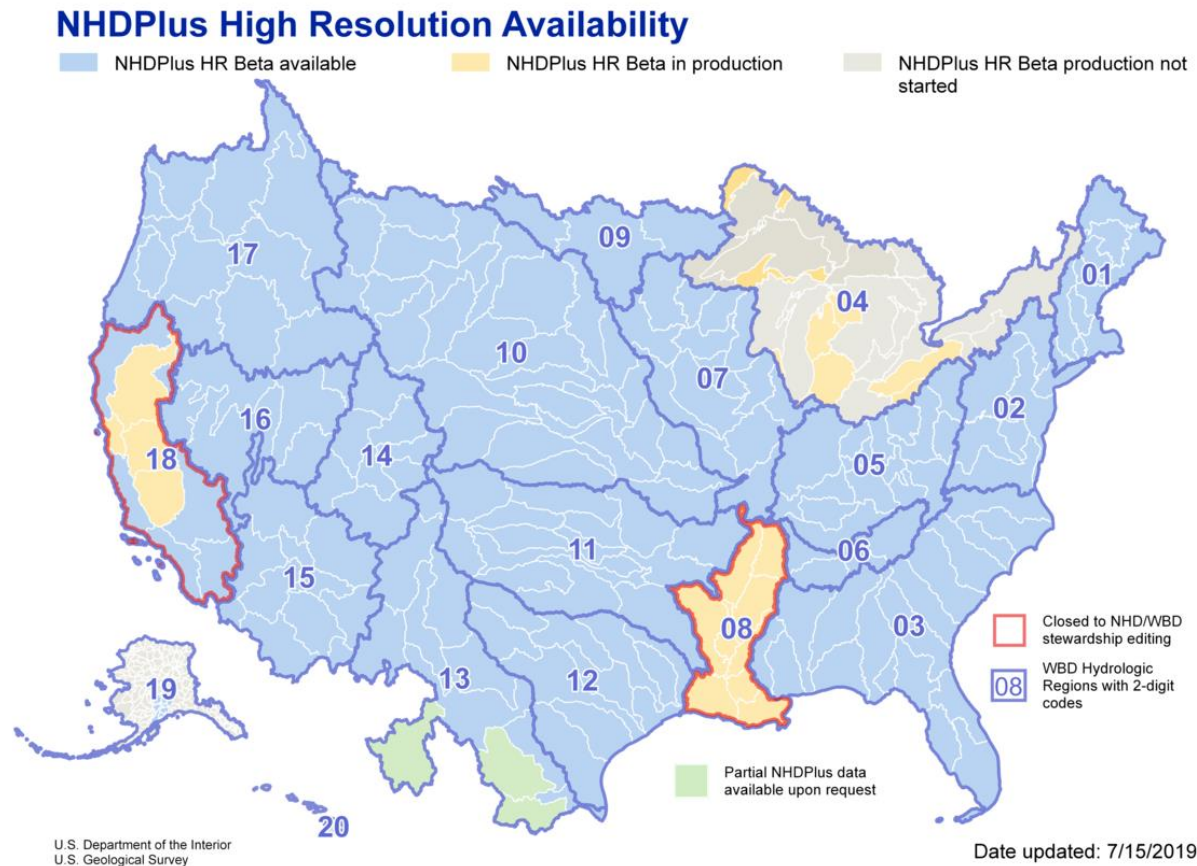 NHDPlus High Resolution Availability
NHDPlus HR Beta available
NHDPlus HR Beta in production
NHDPlus HR Beta production not
started
17
09
01
04
10
07
02
16
18
14
05
11
06
15
03
08
13
12
19
20
Closed to NHD/WBD
stewardship editing
08
WBD Hydrologic
Regions with 2-digit
codes
Partial NHDPlus data
available upon request
U.S. Department of the Interior
U.S. Geological Survey
Date updated: 7/15/2019